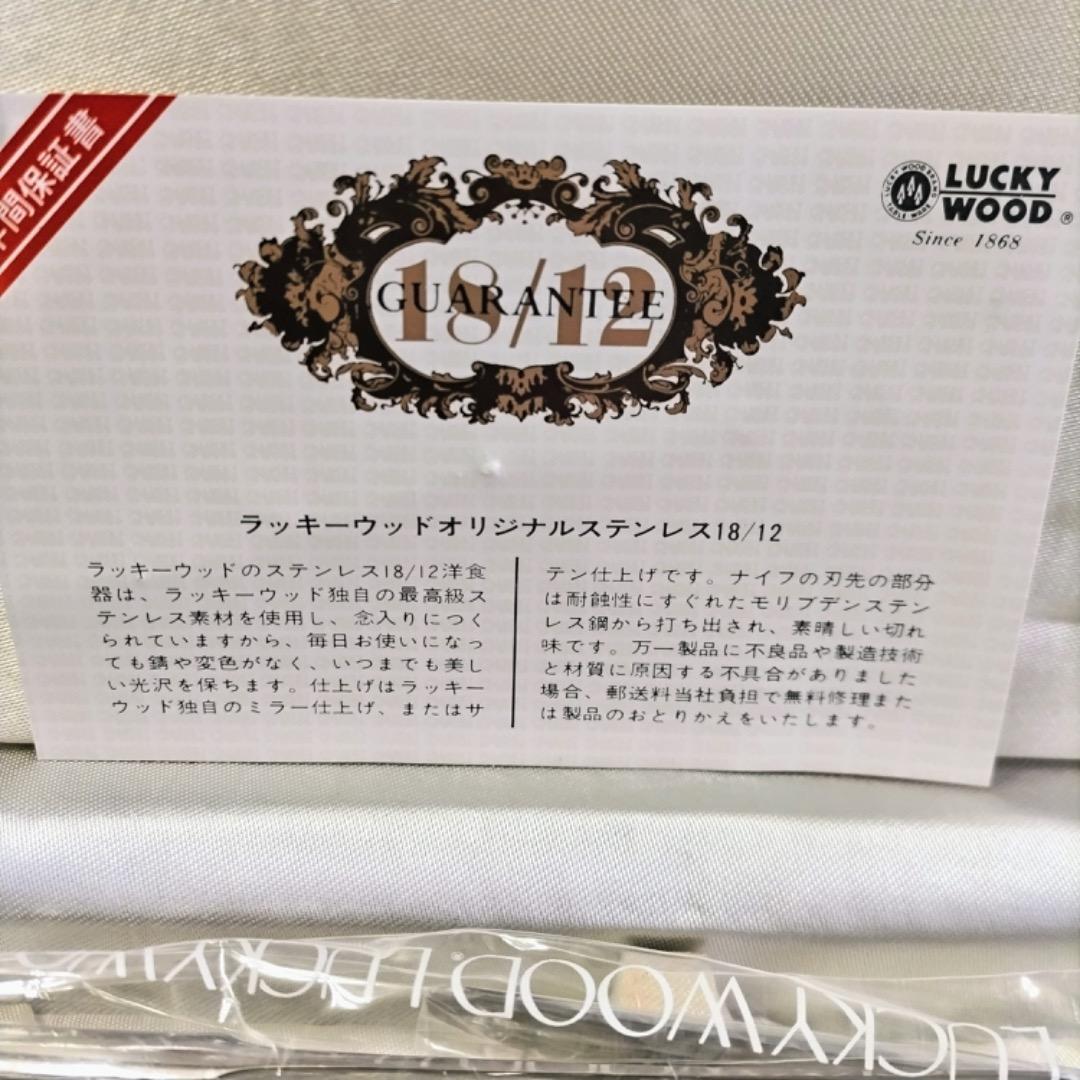 間保証書
LUCKY
WOOD®
LUCKY WOOD BRAND
TABLE WARE
Since 1868
18/12
GUARANTEE
ラッキーウッドオリジナルステンレス18/12
ラッキーウッドのステンレス18/12洋食
器は、ラッキーウッド独自の最高級ス
テンレス素材を使用し、念入りにつく
られていますから、毎日お使いになっ
ても錆や変色がなく、いつまでも美し
い光沢を保ちます。仕上げはラッキー
ウッド独自のミラー仕上げ、またはサ
テン仕上げです。ナイフの刃先の部分
は耐蝕性にすぐれたモリブデンステン
レス鋼から打ち出され、素晴しい切れ
味です。万一製品に不良品や製造技術
と材質に原因する不具合がありました
場合、郵送料当社負担で無料修理また
は製品のおとりかえをいたします。
LUCKYWOOD® LUCKY